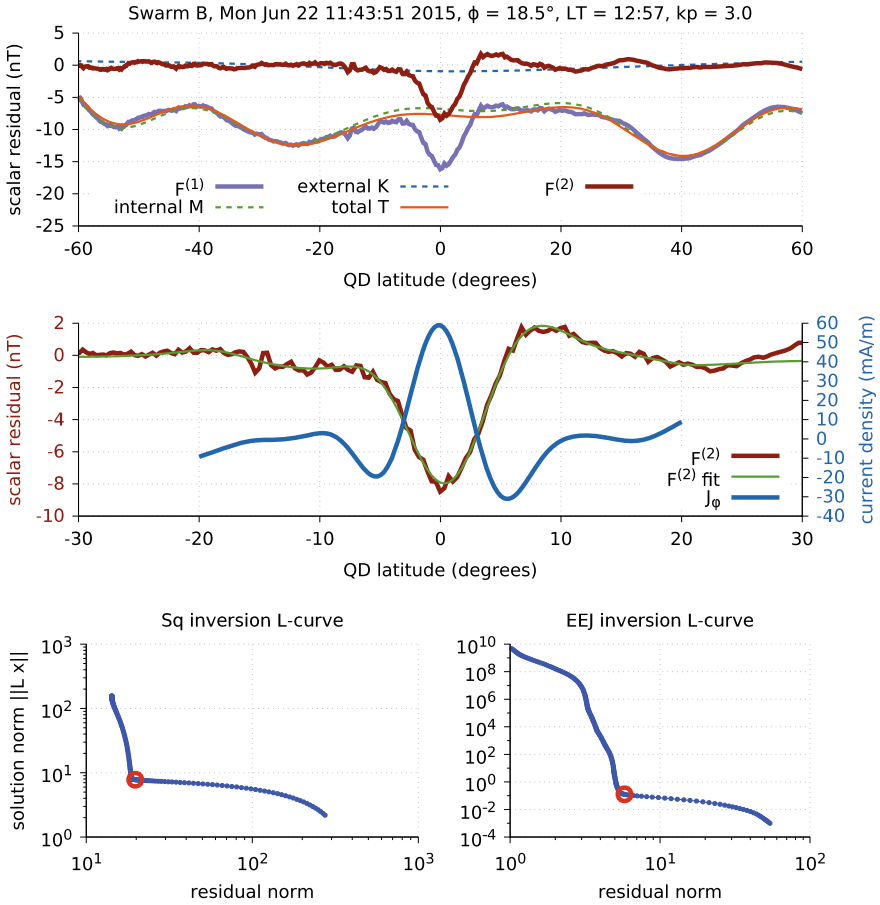 Swarm B, Mon Jun 22 11:43:51 2015, ϕ = 18.5°, LT = 12:57, kp = 3.0
scalar residual (nT)
5
0
-5
-10
-15
-20
-25
F(1)
internal M
external K
total T
F(2)
-60 -40 -20 0 20 40 60
QD latitude (degrees)
scalar residual (nT)
2
0
-2
-4
-6
-8
-10
60
50
40
30
20
10
0
-10
-20
-30
-40
current density (mA/m)
F(2)
F(2) fit
Jφ
-30 -20 -10 0 10 20 30
QD latitude (degrees)
Sq inversion L-curve
solution norm ||L x||
10³
10²
10¹
10⁰
10¹ 10² 10³
residual norm
EEJ inversion L-curve
10¹⁰
10⁸
10⁶
10⁴
10²
10⁰
10⁻²
10⁻⁴
10⁰ 10¹ 10²
residual norm